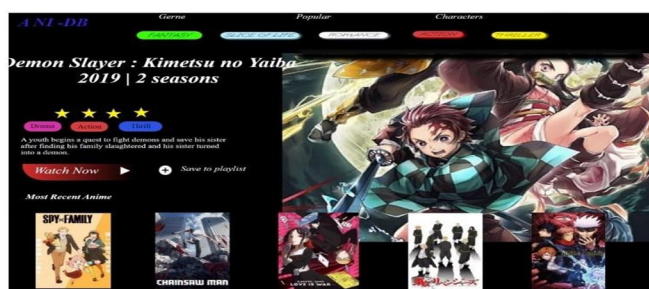 A NI -DB
Gerne Popular Characters
FANTASY SLICE OF LIFE ROMANCE ACTION THRILLER
Demon Slayer : Kimetsu no Yaiba
2019 | 2 seasons
Drama Action Thrill
A youth begins a quest to fight demons and save his sister
after finding his family slaughtered and his sister turned
into a demon.
Watch Now Save to playlist
Most Recent Anime
SPY×FAMILY
CHAINSAW MAN
LOVE IS WAR